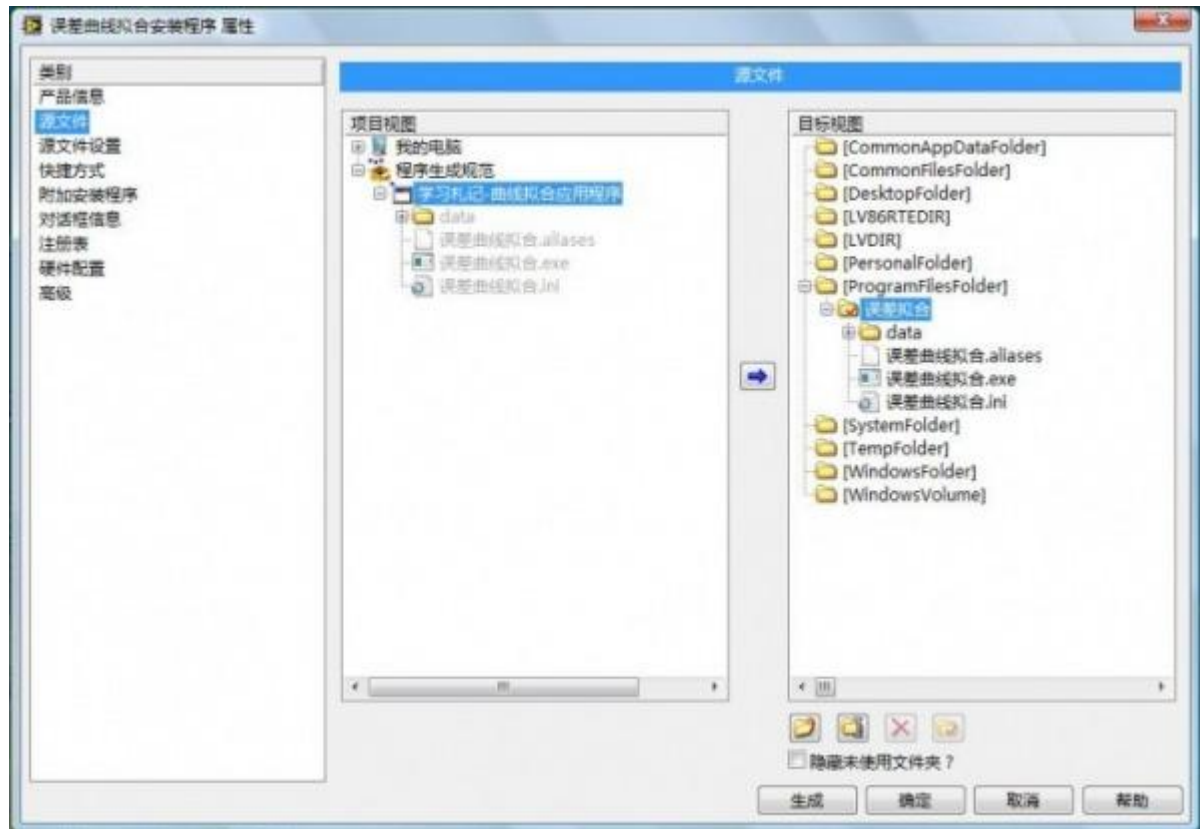 误差曲线拟合安装程序 属性
类别
产品信息
源文件
源文件设置
快捷方式
附加安装程序
对话框信息
注册表
硬件配置
高级
源文件
项目视图
我的电脑
程序生成规范
学习札记-曲线拟合应用程序
data
误差曲线拟合.aliases
误差曲线拟合.exe
误差曲线拟合.ini
目标视图
[CommonAppDataFolder]
[CommonFilesFolder]
[DesktopFolder]
[LV86RTEDIR]
[LVDIR]
[PersonalFolder]
[ProgramFilesFolder]
误差拟合
data
误差曲线拟合.aliases
误差曲线拟合.exe
误差曲线拟合.ini
[SystemFolder]
[TempFolder]
[WindowsFolder]
[WindowsVolume]
隐藏未使用文件夹？
生成 确定 取消 帮助